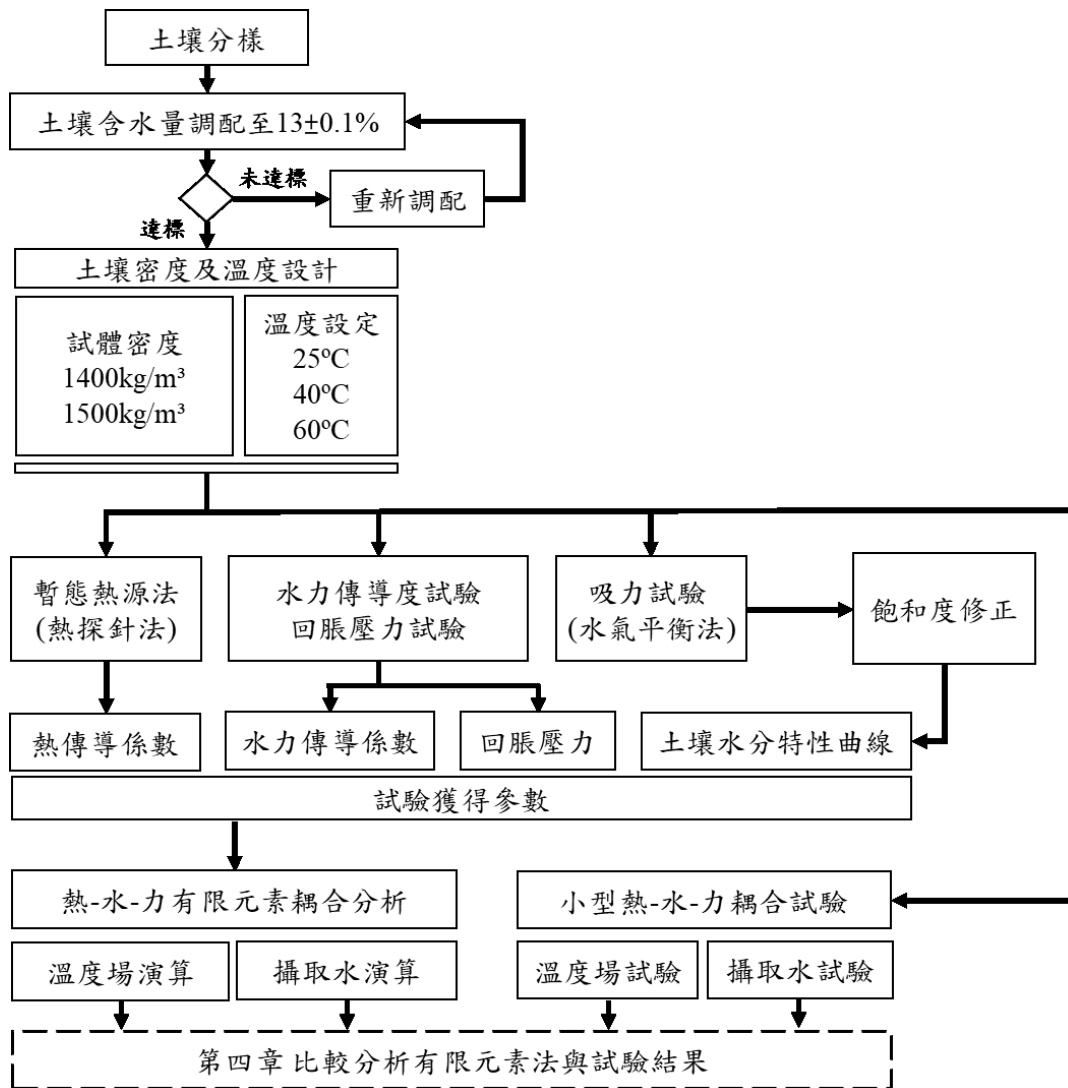 土壤分樣
土壤含水量調配至13±0.1%
未達標
重新調配
達標
土壤密度及溫度設計
試體密度
1400kg/m³
1500kg/m³
溫度設定
25ºC
40ºC
60ºC
暫態熱源法
(熱探針法)
水力傳導度試驗
回脹壓力試驗
吸力試驗
(水氣平衡法)
飽和度修正
熱傳導係數
水力傳導係數
回脹壓力
土壤水分特性曲線
試驗獲得參數
熱-水-力有限元素耦合分析
小型熱-水-力耦合試驗
溫度場演算
攝取水演算
溫度場試驗
攝取水試驗
第四章 比較分析有限元素法與試驗結果